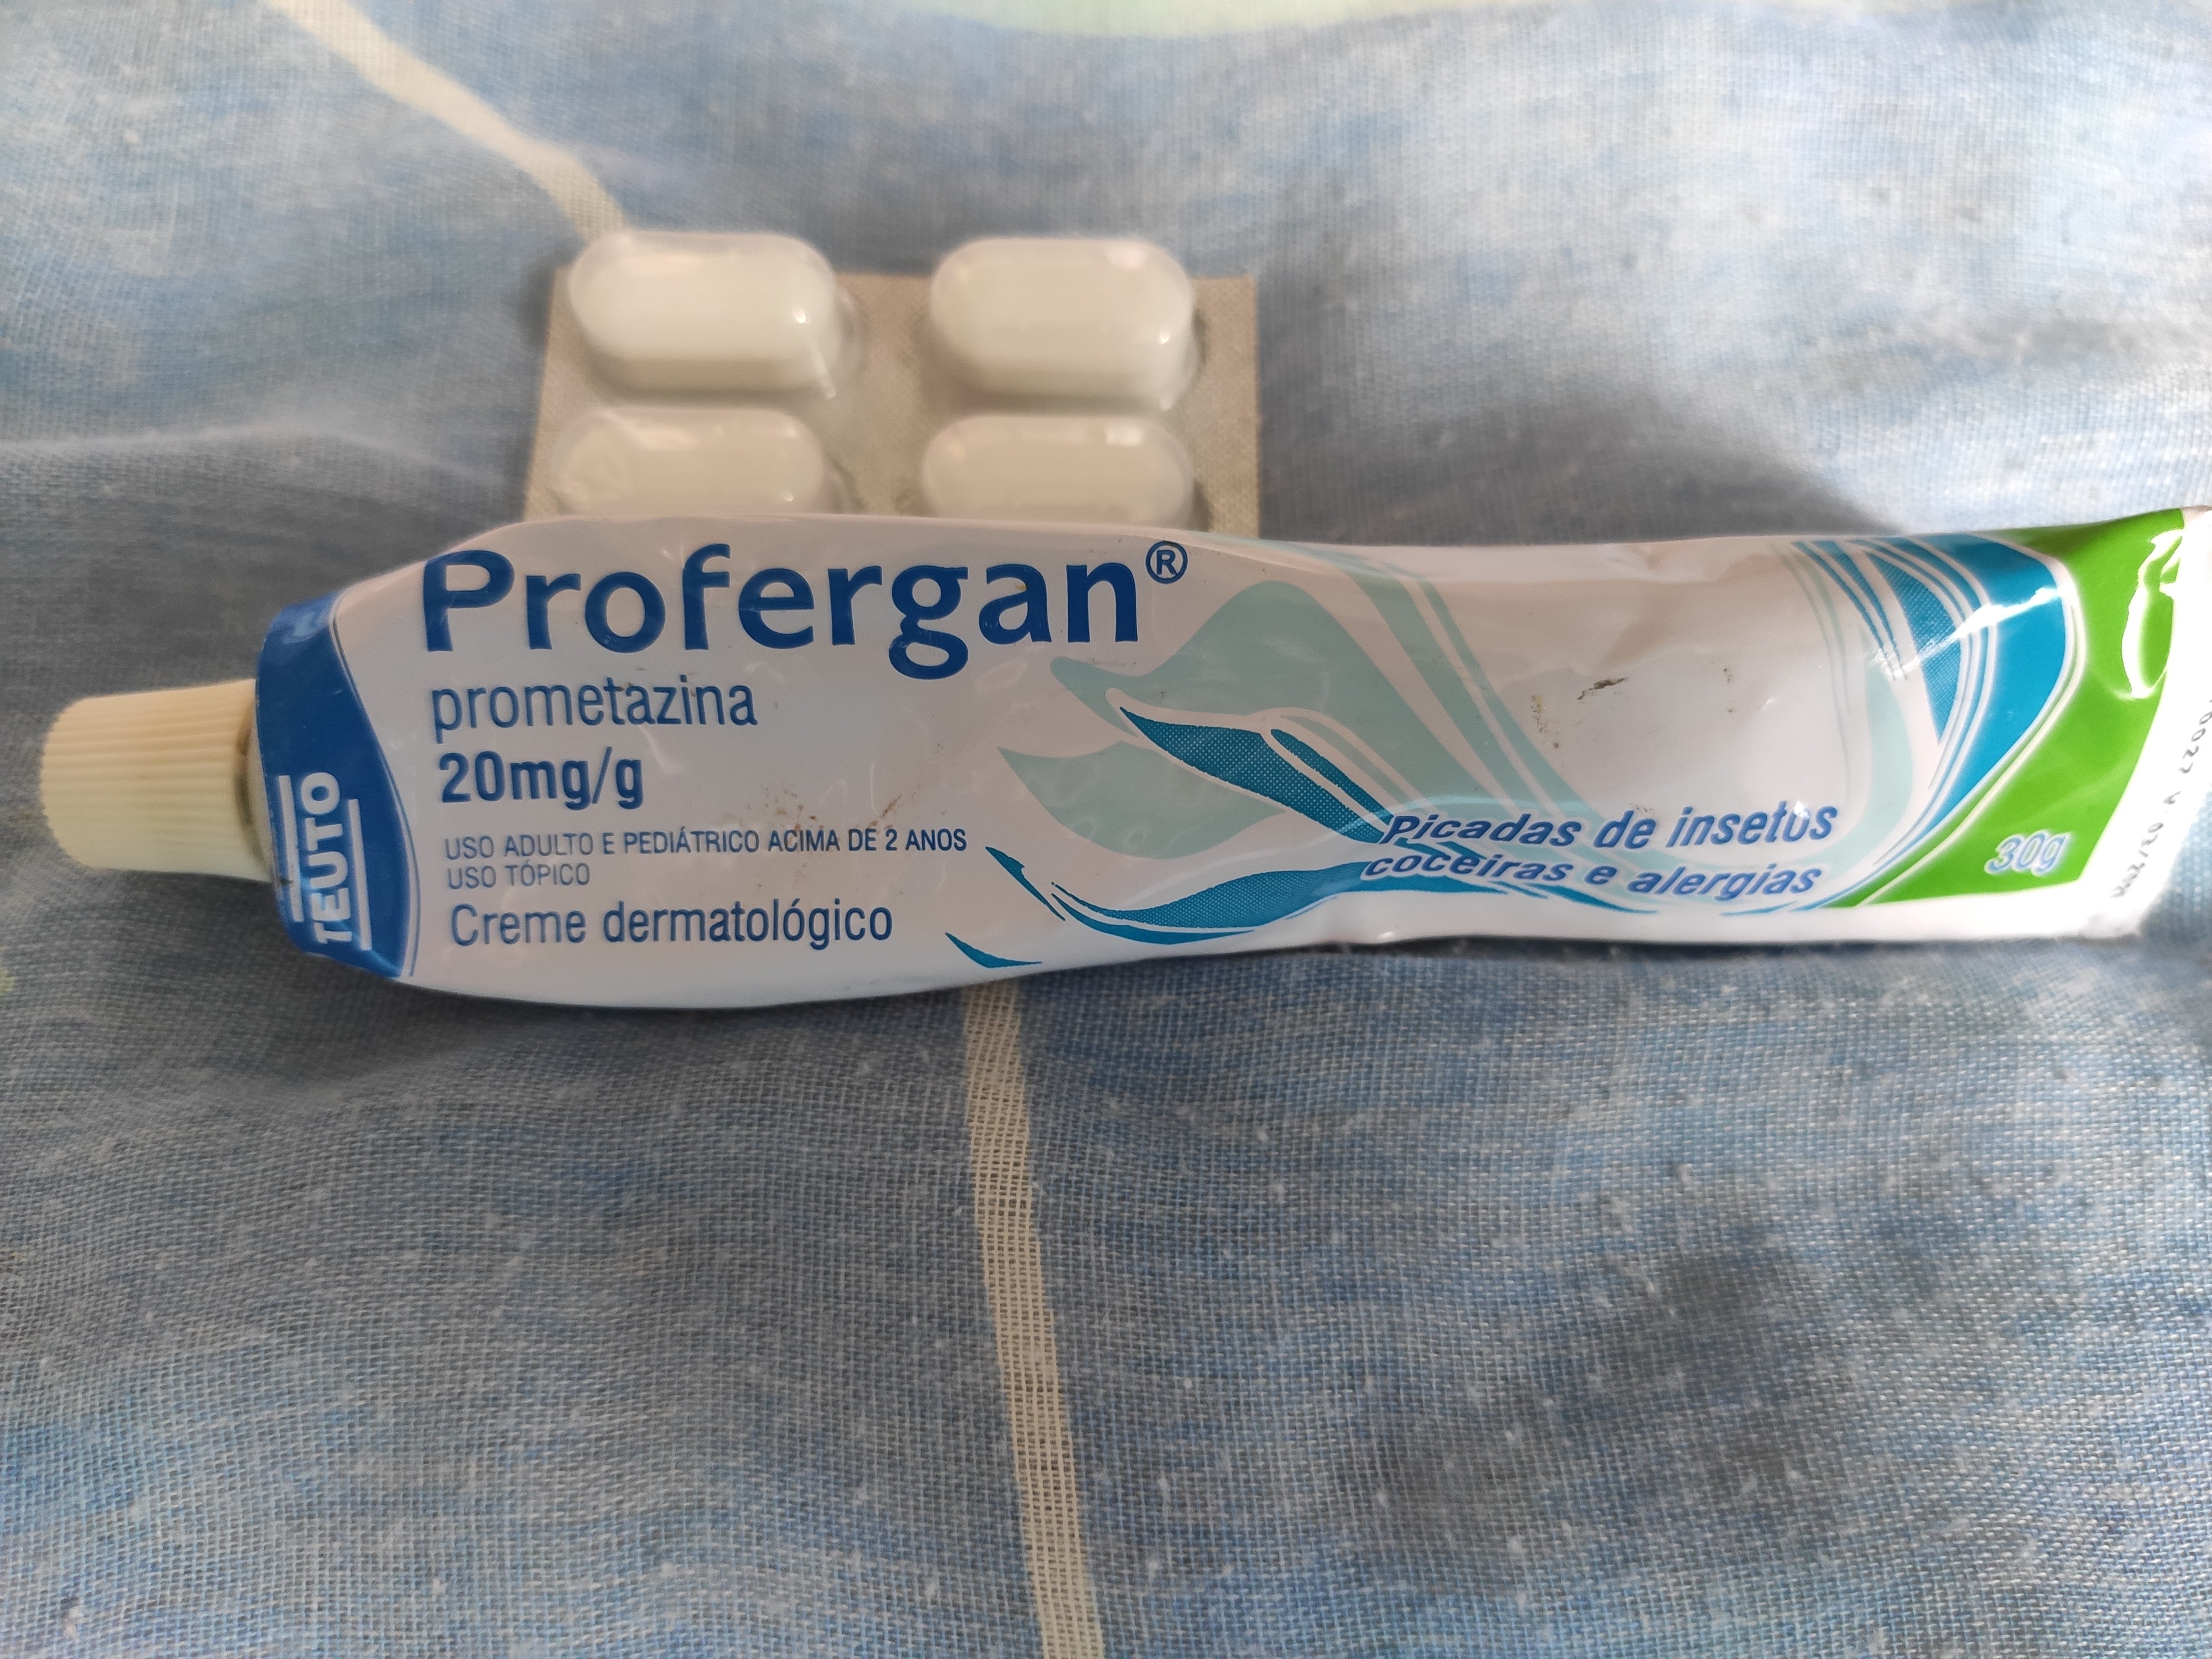 Profergan®
prometazina
20mg/g
USO ADULTO E PEDIÁTRICO ACIMA DE 2 ANOS
USO TÓPICO
Creme dermatológico
TEUTO
Picadas de insetos
coceiras e alergias
30g